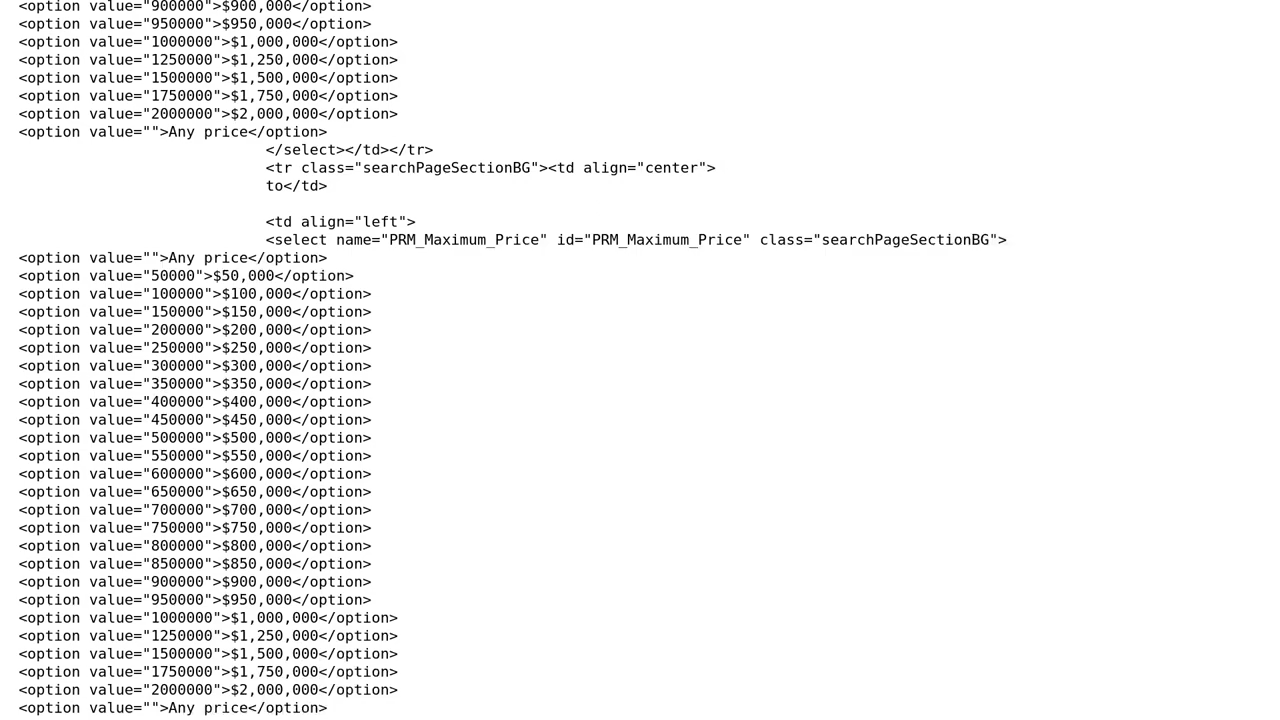 <option value="900000">$900,000</option>
<option value="950000">$950,000</option>
<option value="1000000">$1,000,000</option>
<option value="1250000">$1,250,000</option>
<option value="1500000">$1,500,000</option>
<option value="1750000">$1,750,000</option>
<option value="2000000">$2,000,000</option>
<option value="">Any price</option>
</select></td></tr>
<tr class="searchPageSectionBG"><td align="center">
to</td>
<td align="left">
<select name="PRM_Maximum_Price" id="PRM_Maximum_Price" class="searchPageSectionBG">
<option value="">Any price</option>
<option value="50000">$50,000</option>
<option value="100000">$100,000</option>
<option value="150000">$150,000</option>
<option value="200000">$200,000</option>
<option value="250000">$250,000</option>
<option value="300000">$300,000</option>
<option value="350000">$350,000</option>
<option value="400000">$400,000</option>
<option value="450000">$450,000</option>
<option value="500000">$500,000</option>
<option value="550000">$550,000</option>
<option value="600000">$600,000</option>
<option value="650000">$650,000</option>
<option value="700000">$700,000</option>
<option value="750000">$750,000</option>
<option value="800000">$800,000</option>
<option value="850000">$850,000</option>
<option value="900000">$900,000</option>
<option value="950000">$950,000</option>
<option value="1000000">$1,000,000</option>
<option value="1250000">$1,250,000</option>
<option value="1500000">$1,500,000</option>
<option value="1750000">$1,750,000</option>
<option value="2000000">$2,000,000</option>
<option value="">Any price</option>